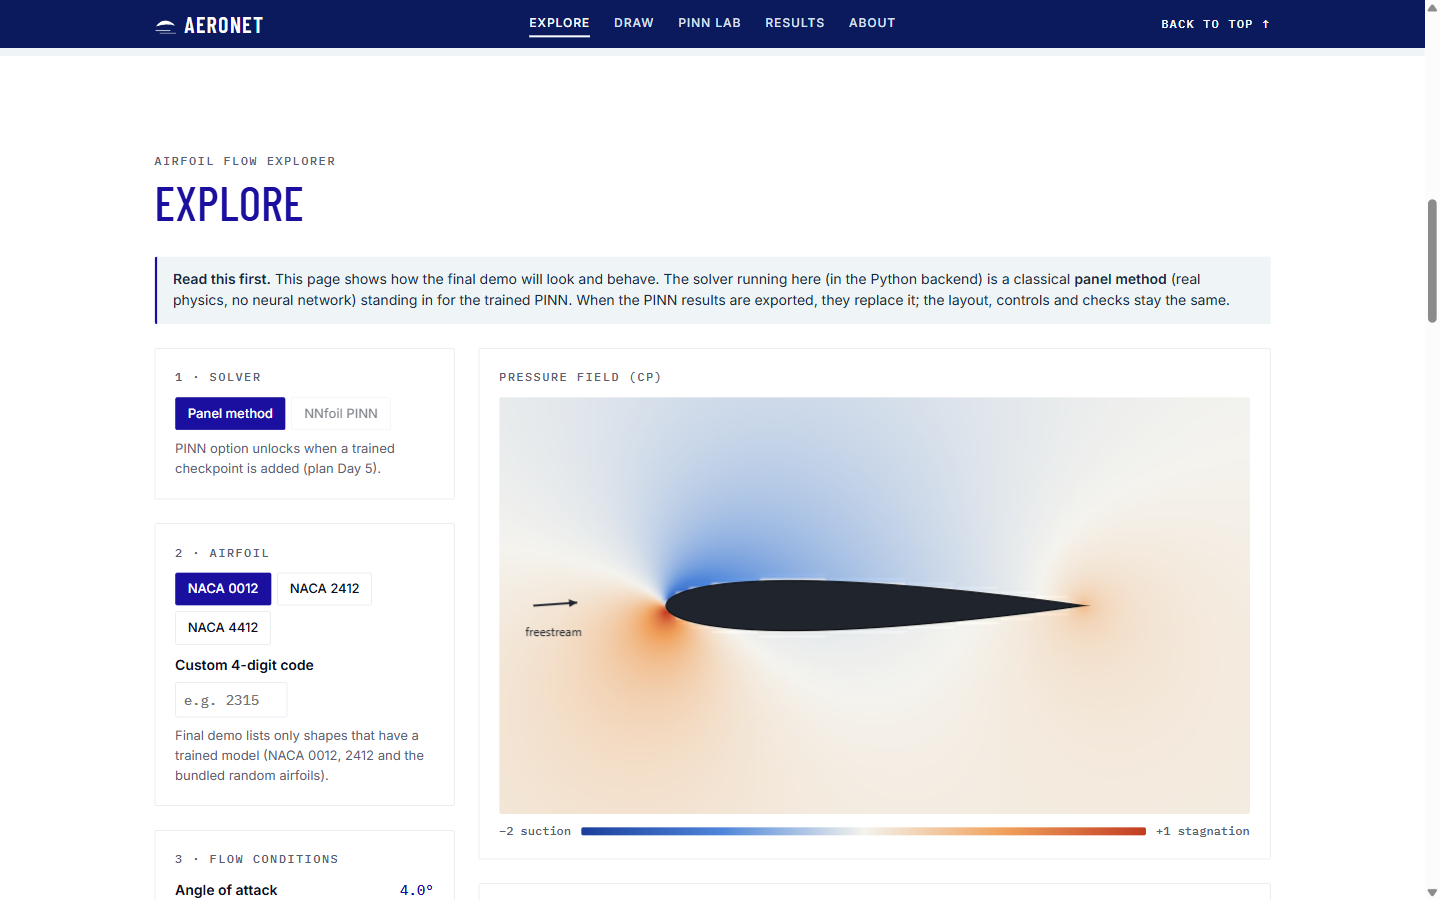 AERONET
EXPLORE
DRAW
PINN LAB
RESULTS
ABOUT
BACK TO TOP ↑
AIRFOIL FLOW EXPLORER
EXPLORE
Read this first. This page shows how the final demo will look and behave. The solver running here (in the Python backend) is a classical panel method (real
physics, no neural network) standing in for the trained PINN. When the PINN results are exported, they replace it; the layout, controls and checks stay the same.
1 · SOLVER
Panel method
NNfoil PINN
PINN option unlocks when a trained
checkpoint is added (plan Day 5).
2 · AIRFOIL
NACA 0012
NACA 2412
NACA 4412
Custom 4-digit code
e.g. 2315
Final demo lists only shapes that have a
trained model (NACA 0012, 2412 and the
bundled random airfoils).
3 · FLOW CONDITIONS
Angle of attack
4.0°
PRESSURE FIELD (CP)
freestream
−2 suction
+1 stagnation